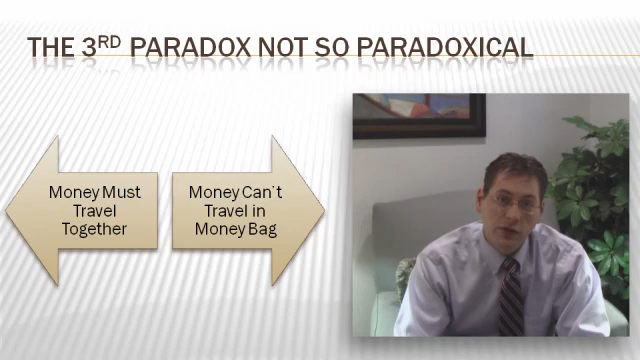 THE 3RD PARADOX NOT SO PARADOXICAL
Money Must
Travel
Together
Money Can't
Travel in
Money Bag